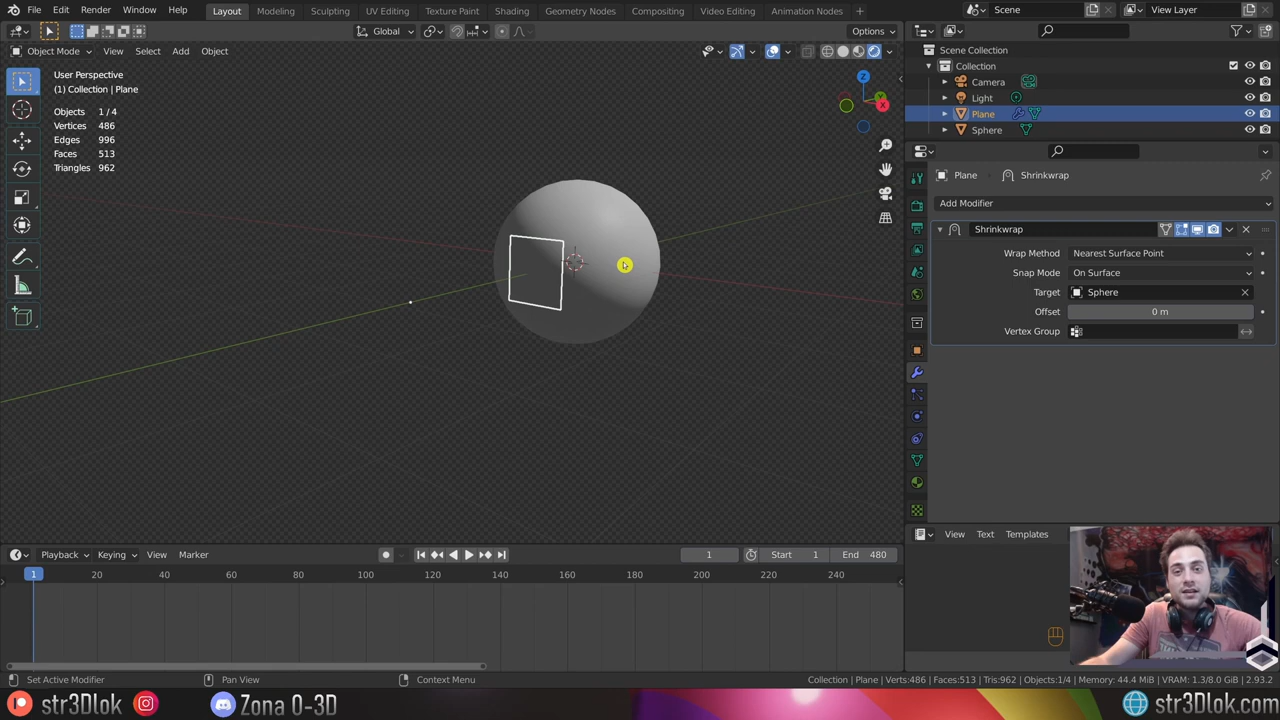 File Edit Render Window Help Layout Modeling Sculpting UV Editing Texture Paint Shading Animation Rendering Compositing Geometry Nodes Video Editing Animation Nodes + Scene View Layer
Global Options
Object Mode View Select Add Object
User Perspective
(1) Collection | Plane
Objects 1 / 4
Vertices 486
Edges 996
Faces 513
Triangles 962
Z
X
Scene Collection
Collection
Camera
Light
Plane
Sphere
Plane Shrinkwrap
Add Modifier
Shrinkwrap
Wrap Method Nearest Surface Point
Snap Mode On Surface
Target Sphere
Offset 0 m
Vertex Group
View Text Templates
Playback Keying View Marker 1 Start 1 End 480
1 20 40 60 80 100 120 140 160 180 200 220 240
Set Active Modifier Pan View Context Menu Collection | Plane | Verts:486 | Faces:513 | Tris:962 | Objects:1/4 | Memory: 44.4 MiB | VRAM: 1.3/8.0 GiB | 2.93.2
str3Dlok Zona 0-3D str3Dlok.com